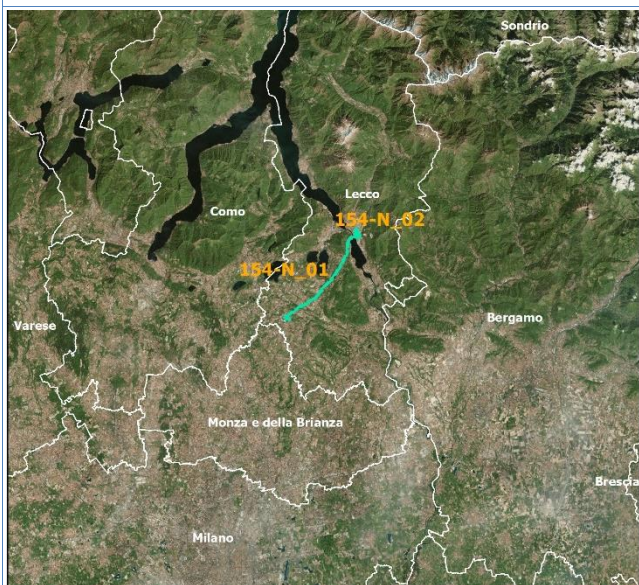 Sondrio
Lecco
Como
154-N_02
154-N_01
Varese
Bergamo
Monza e della Brianza
Brescia
Milano